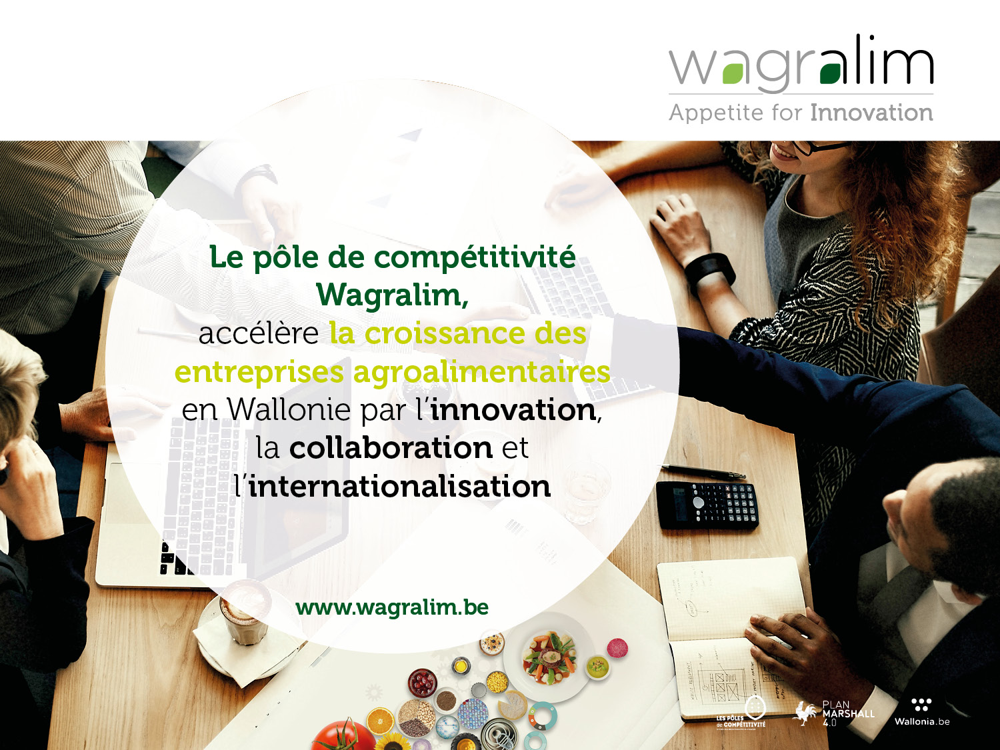 wagralim
Appetite for Innovation
Le pôle de compétitivité
Wagralim,
accélère la croissance des
entreprises agroalimentaires
en Wallonie par l’innovation,
la collaboration et
l’internationalisation
www.wagralim.be
LES PÔLES
de COMPÉTITIVITÉ
PLAN
MARSHALL
4.0
Wallonia.be